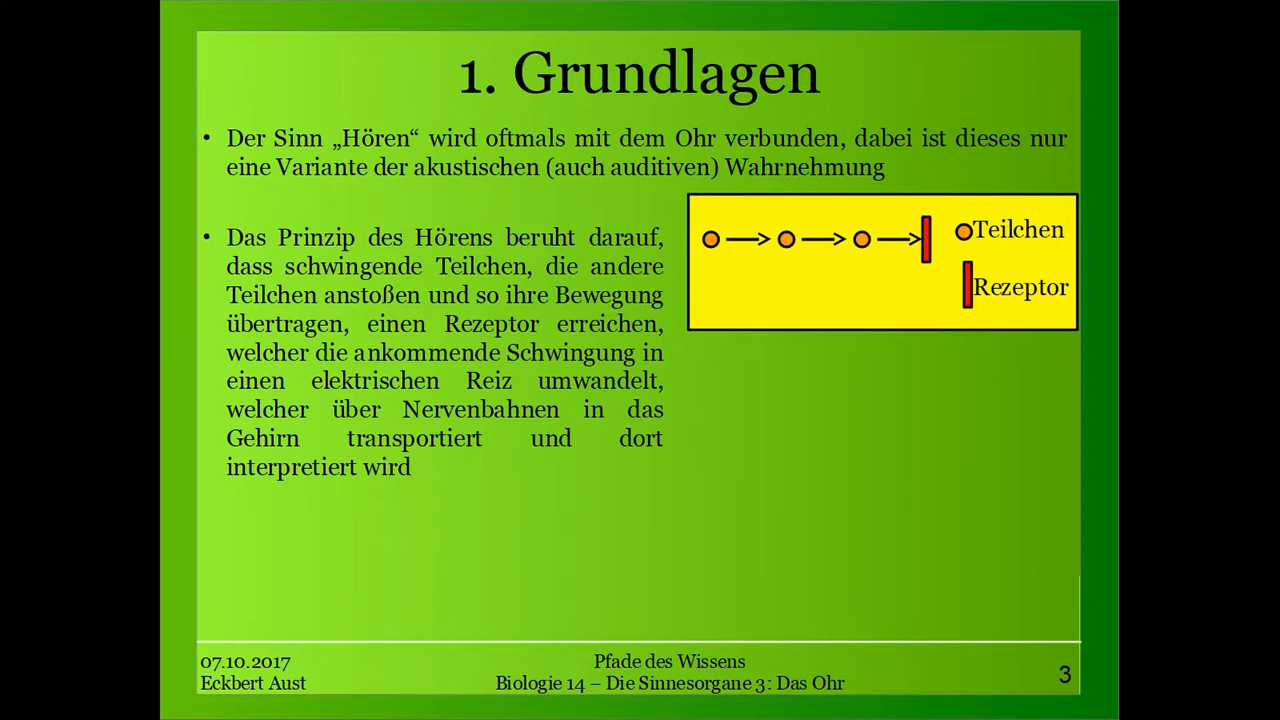 1. Grundlagen
• Der Sinn „Hören“ wird oftmals mit dem Ohr verbunden, dabei ist dieses nur
eine Variante der akustischen (auch auditiven) Wahrnehmung
• Das Prinzip des Hörens beruht darauf,
dass schwingende Teilchen, die andere
Teilchen anstoßen und so ihre Bewegung
übertragen, einen Rezeptor erreichen,
welcher die ankommende Schwingung in
einen elektrischen Reiz umwandelt,
welcher über Nervenbahnen in das
Gehirn transportiert und dort
interpretiert wird
Teilchen
Rezeptor
07.10.2017
Eckbert Aust
Pfade des Wissens
Biologie 14 – Die Sinnesorgane 3: Das Ohr
3